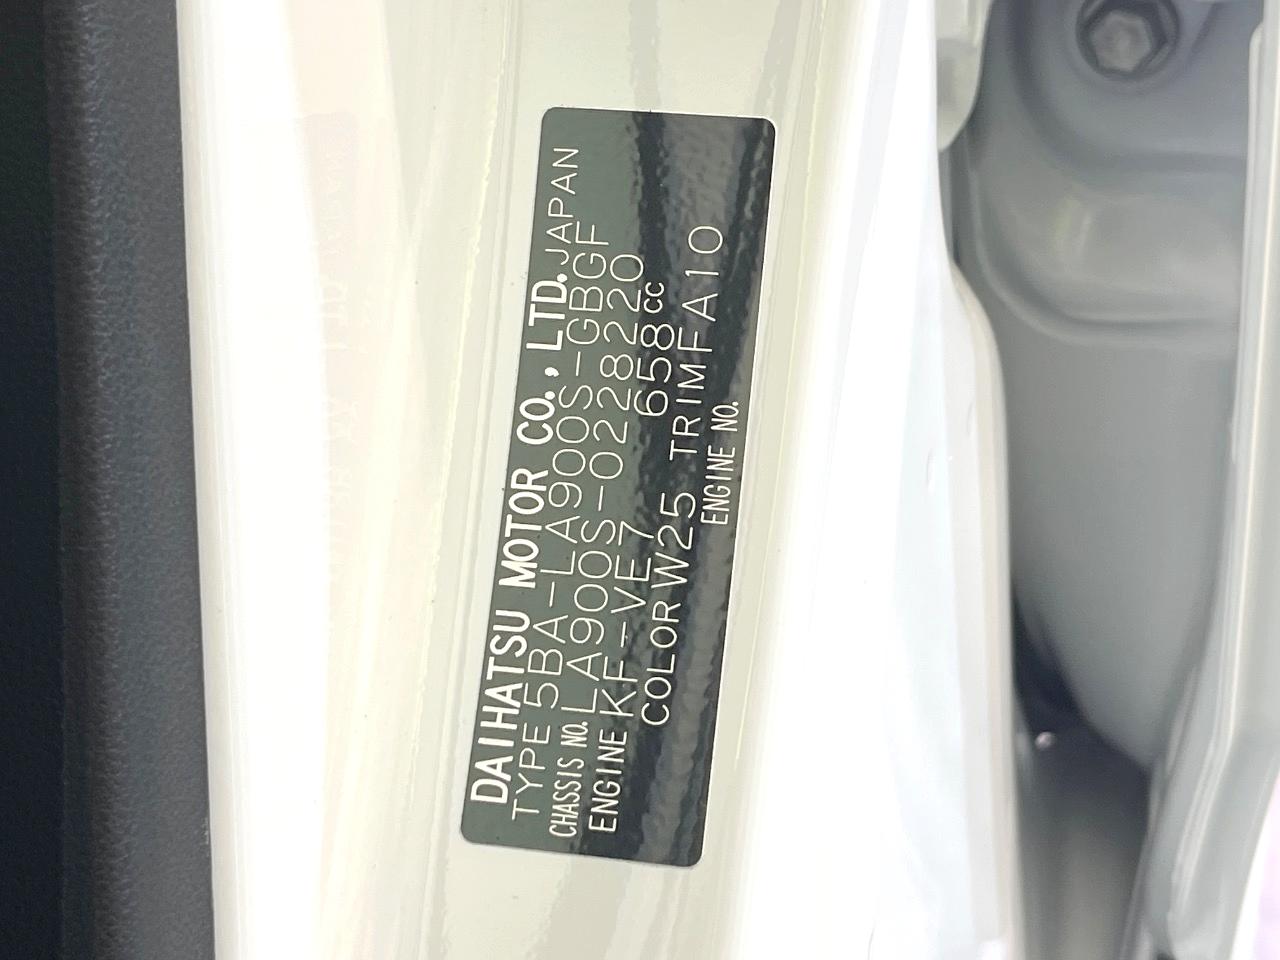 DAIHATSU MOTOR CO., LTD. JAPAN
TYPE 5BA-LA900S-GBGF
CHASSIS NO. LA900S-0228220
ENGINE KF-VE7 658cc
COLOR W25 TRIM FA10
ENGINE NO.